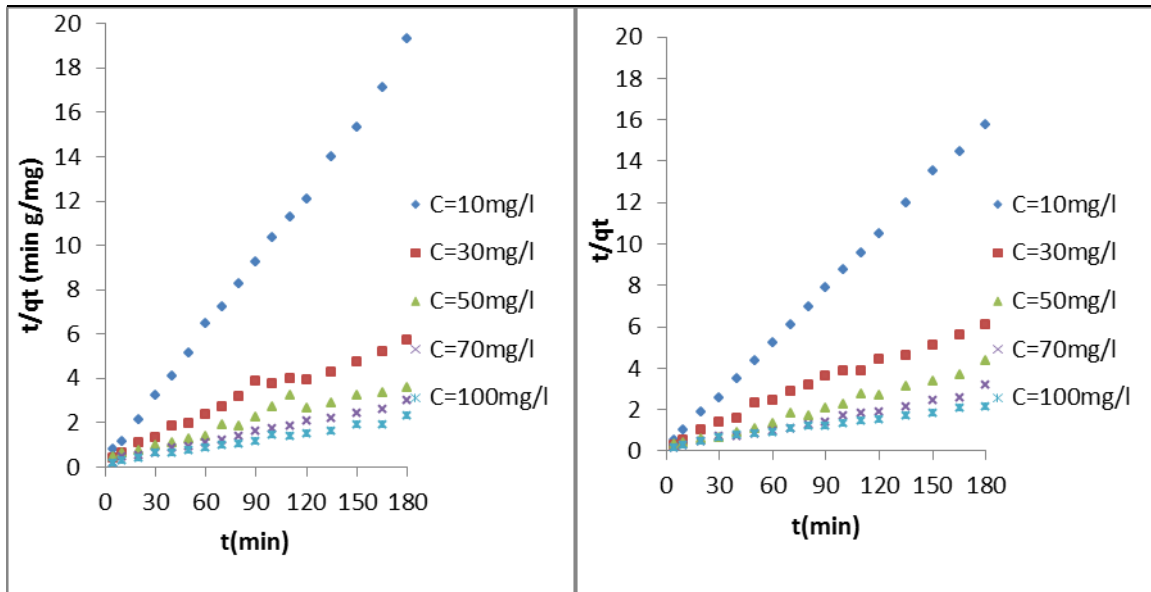 20
18
16
14
12
10
8
6
4
2
0
t/qt (min g/mg)
0 30 60 90 120 150 180
t(min)
C=10mg/l
C=30mg/l
C=50mg/l
C=70mg/l
C=100mg/l
20
18
16
14
12
10
8
6
4
2
0
t/qt
0 30 60 90 120 150 180
t(min)
C=10mg/l
C=30mg/l
C=50mg/l
C=70mg/l
C=100mg/l